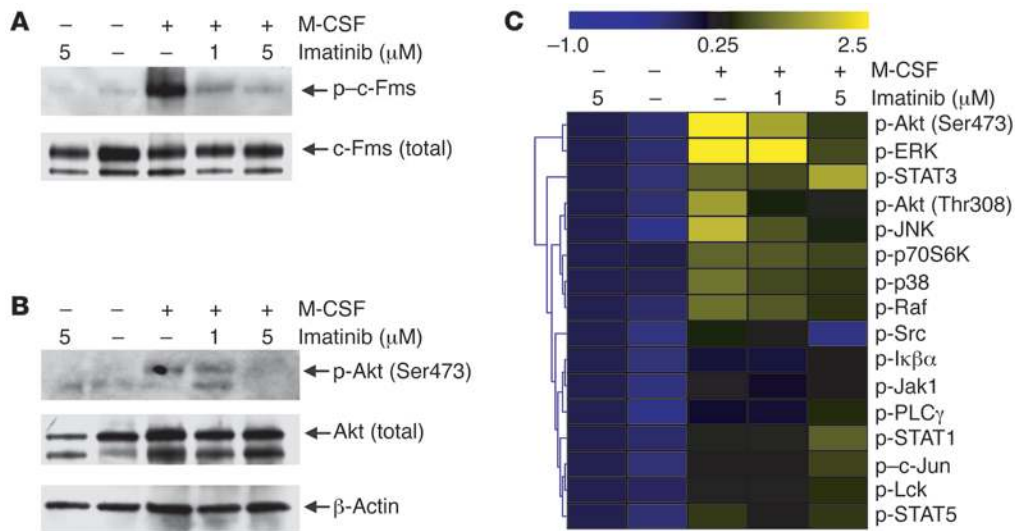 A
– – + + + M-CSF
5 – – 1 5 Imatinib (μM)
p–c-Fms
c-Fms (total)
B
– – + + + M-CSF
5 – – 1 5 Imatinib (μM)
p-Akt (Ser473)
Akt (total)
β-Actin
C
–1.0 0.25 2.5
– – + + + M-CSF
5 – – 1 5 Imatinib (μM)
p-Akt (Ser473)
p-ERK
p-STAT3
p-Akt (Thr308)
p-JNK
p-p70S6K
p-p38
p-Raf
p-Src
p-Iκβα
p-Jak1
p-PLCγ
p-STAT1
p–c-Jun
p-Lck
p-STAT5